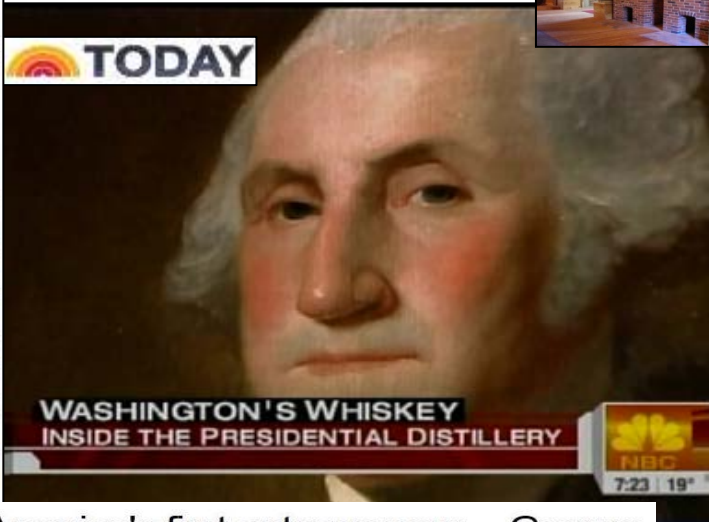 TODAY
WASHINGTON'S WHISKEY
INSIDE THE PRESIDENTIAL DISTILLERY
NBC
7:23 19°